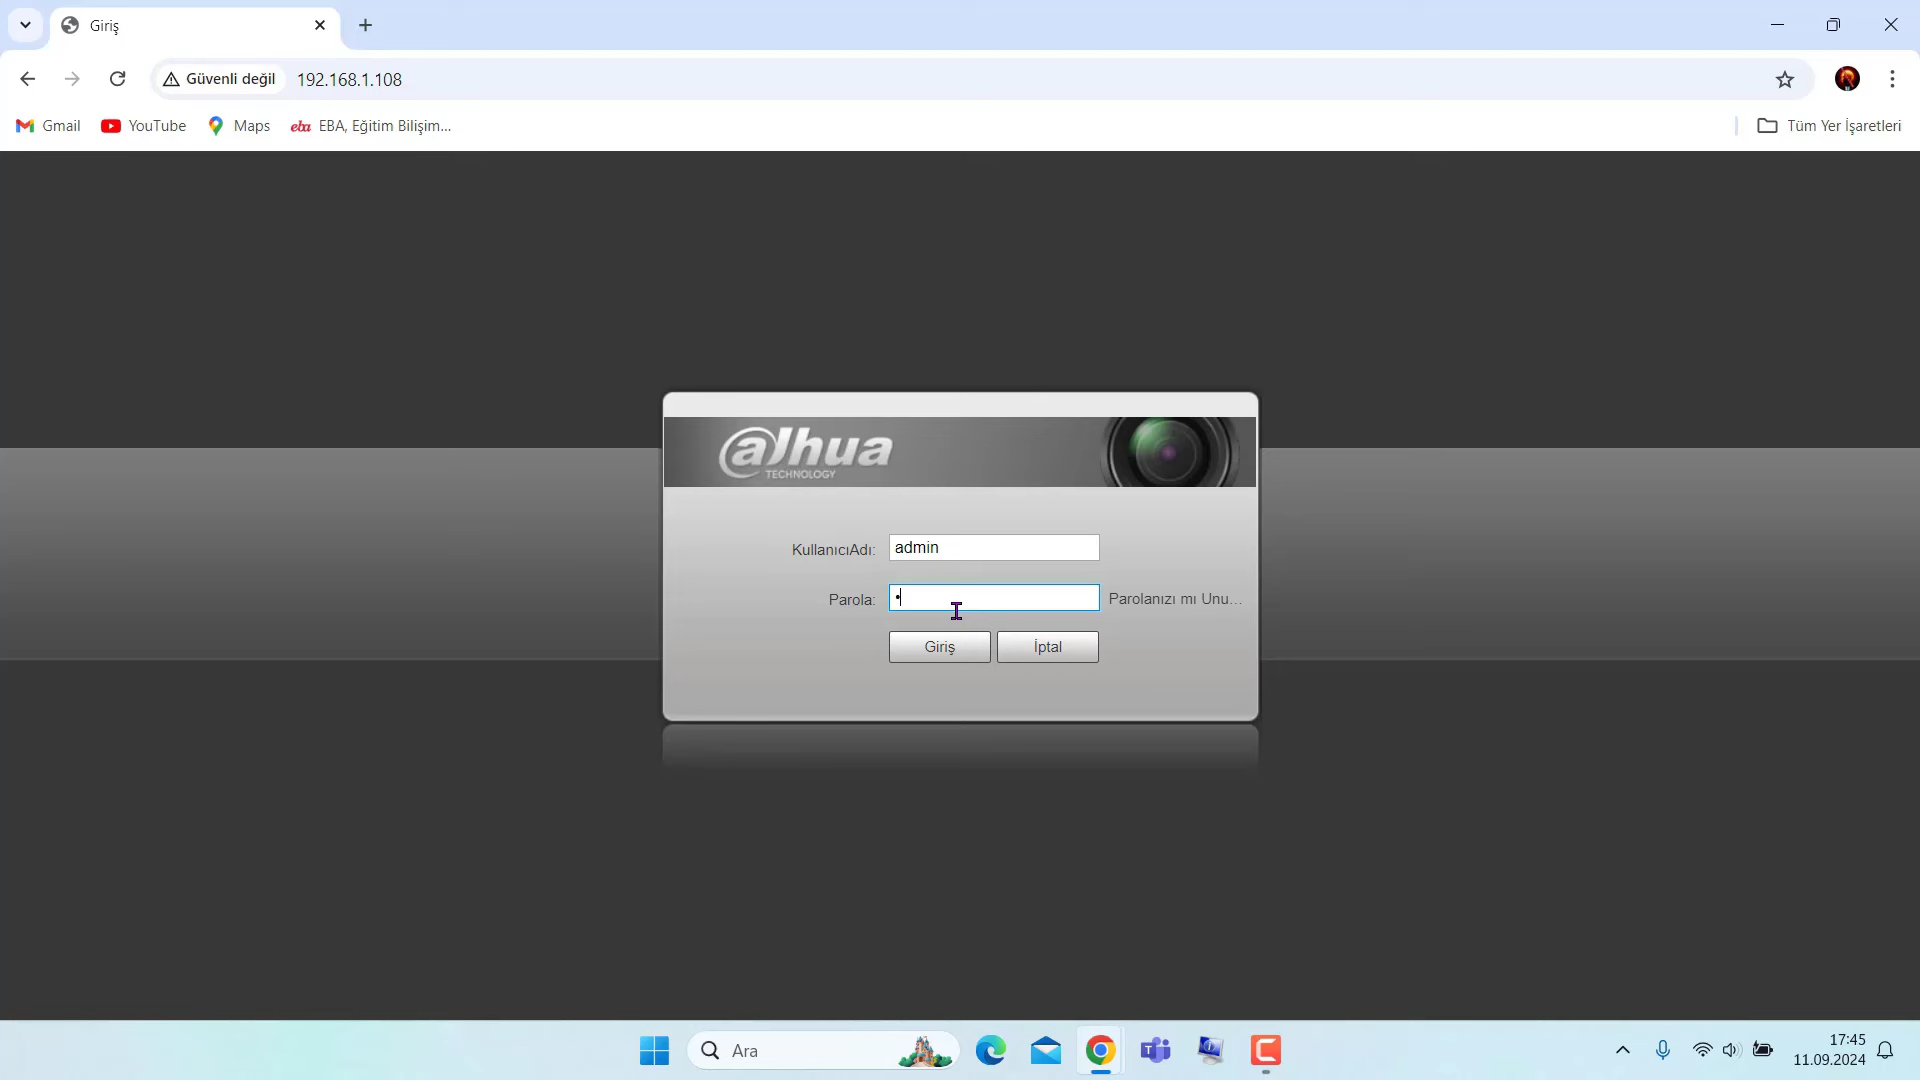 Giriş
Güvenli değil
192.168.1.108
Gmail
YouTube
Maps
eba
EBA, Eğitim Bilişim...
Tüm Yer İşaretleri
alhua
TECHNOLOGY
KullanıcıAdı:
admin
Parola:
Parolanızı mı Unu...
Giriş
İptal
Ara
17:45
11.09.2024